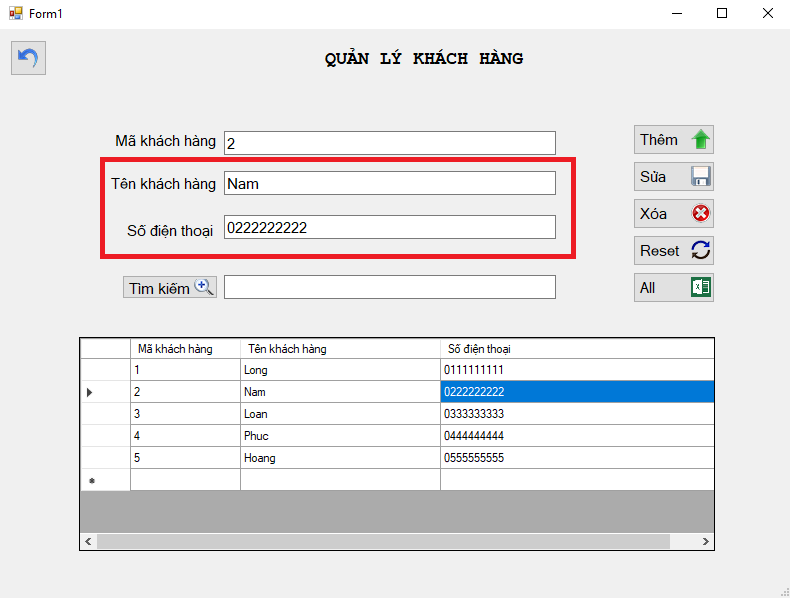 Form1
QUẢN LÝ KHÁCH HÀNG
Mã khách hàng 2
Thêm
Tên khách hàng Nam
Sửa
Số điện thoại 0222222222
Xóa
Reset
Tìm kiếm
All
Mã khách hàng Tên khách hàng Số điện thoại
1 Long 0111111111
2 Nam 0222222222
3 Loan 0333333333
4 Phuc 0444444444
5 Hoang 0555555555